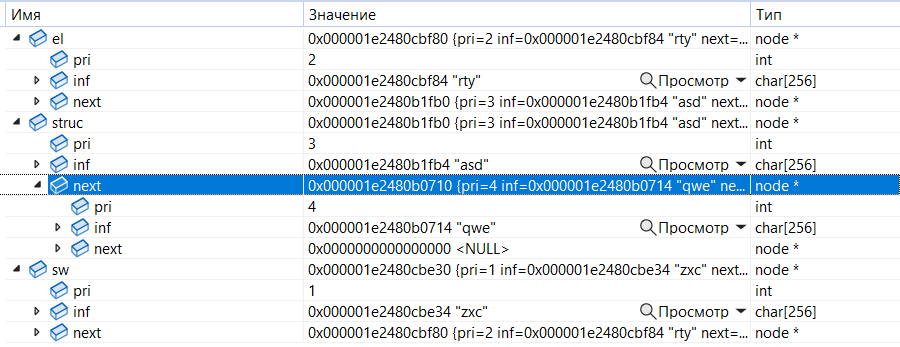 Имя Значение Тип
el 0x000001e2480cbf80 {pri=2 inf=0x000001e2480cbf84 "rty" next=... node *
pri 2 int
inf 0x000001e2480cbf84 "rty" Просмотр char[256]
next 0x000001e2480b1fb0 {pri=3 inf=0x000001e2480b1fb4 "asd" next... node *
struc 0x000001e2480b1fb0 {pri=3 inf=0x000001e2480b1fb4 "asd" next... node *
pri 3 int
inf 0x000001e2480b1fb4 "asd" Просмотр char[256]
next 0x000001e2480b0710 {pri=4 inf=0x000001e2480b0714 "qwe" ne... node *
pri 4 int
inf 0x000001e2480b0714 "qwe" Просмотр char[256]
next 0x0000000000000000 <NULL> node *
sw 0x000001e2480cbe30 {pri=1 inf=0x000001e2480cbe34 "zxc" next... node *
pri 1 int
inf 0x000001e2480cbe34 "zxc" Просмотр char[256]
next 0x000001e2480cbf80 {pri=2 inf=0x000001e2480cbf84 "rty" next=... node *